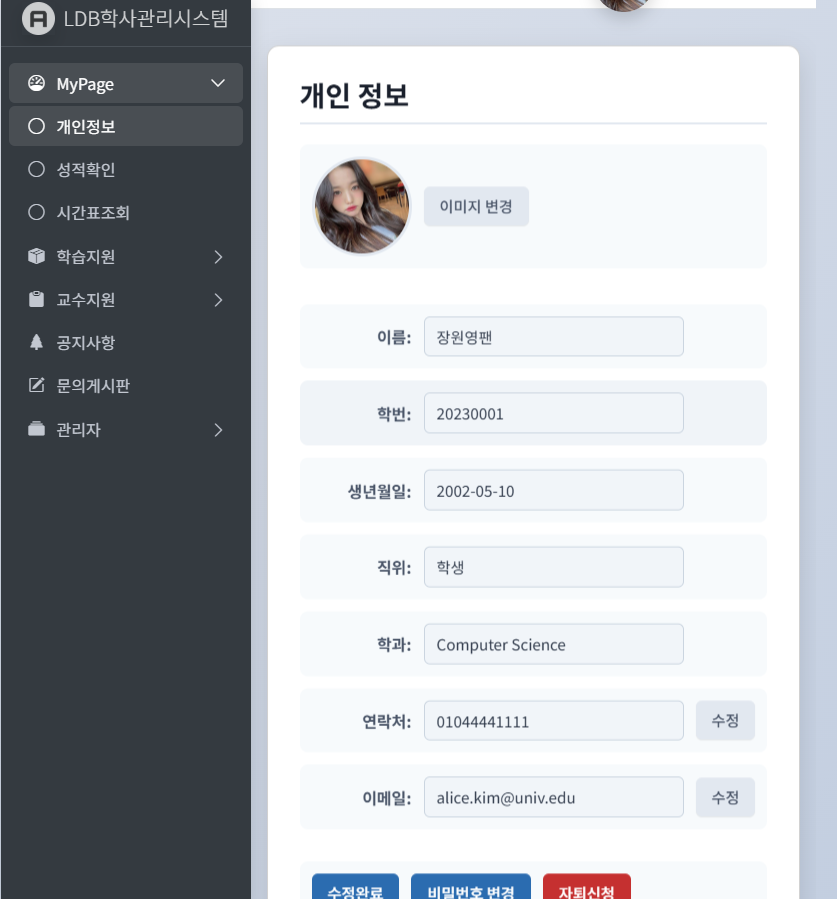 LDB학사관리시스템
MyPage
개인정보
성적확인
시간표조회
학습지원
교수지원
공지사항
문의게시판
관리자
개인 정보
이미지 변경
이름: 장원영팬
학번: 20230001
생년월일: 2002-05-10
직위: 학생
학과: Computer Science
연락처: 01044441111 수정
이메일: alice.kim@univ.edu 수정
수정완료 비밀번호 변경 자퇴신청